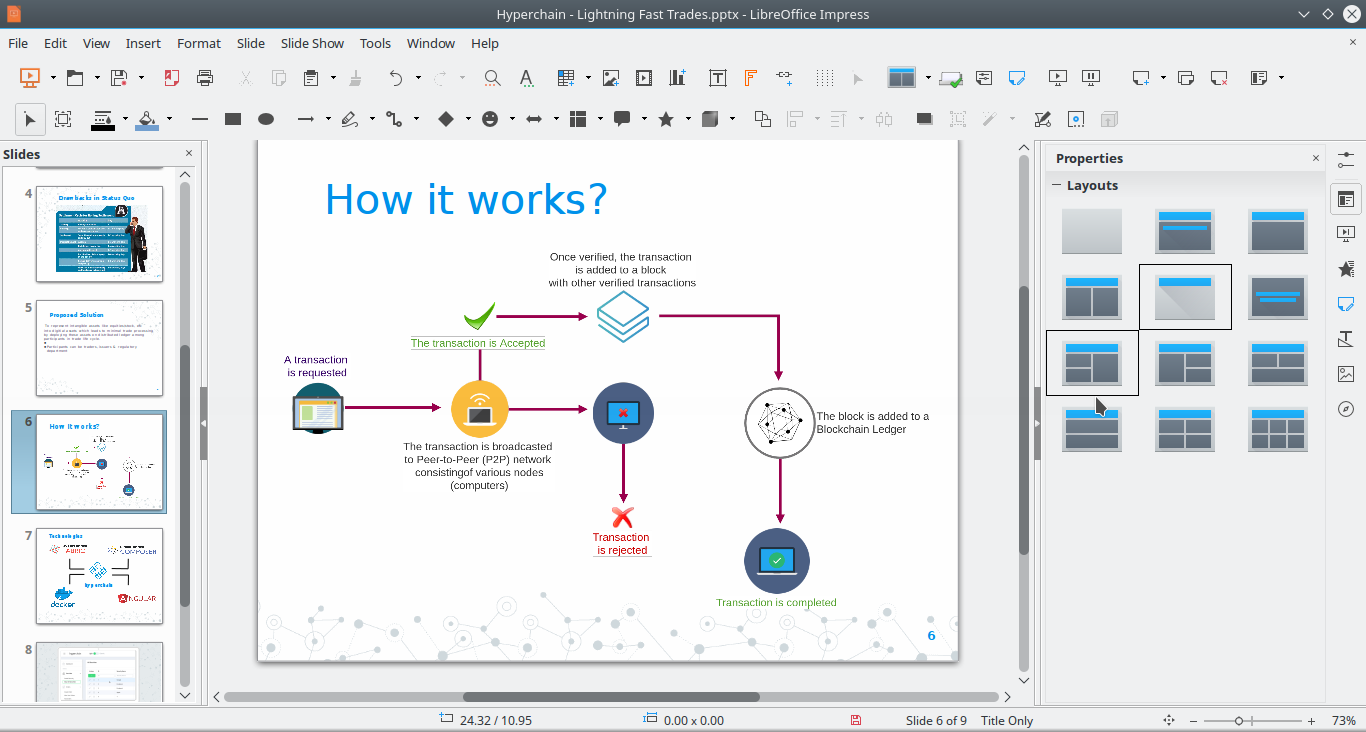 Hyperchain - Lightning Fast Trades.pptx - LibreOffice Impress
File Edit View Insert Format Slide Slide Show Tools Window Help
Slides
4
Drawbacks in Status Quo
5
Proposed Solution
6
How it works?
7
Technologies
hyperchain
docker
8
How it works?
Once verified, the transaction
is added to a block
with other verified transactions
The transaction is Accepted
A transaction
is requested
The transaction is broadcasted
to Peer-to-Peer (P2P) network
consistingof various nodes
(computers)
The block is added to a
Blockchain Ledger
Transaction
is rejected
Transaction is completed
6
Properties
Layouts
24.32 / 10.95
0.00 x 0.00
Slide 6 of 9
Title Only
73%